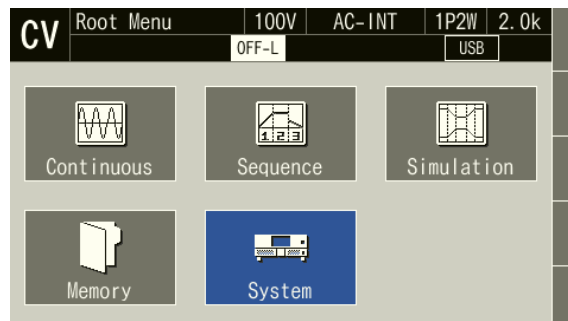 CV Root Menu 100V AC-INT 1P2W 2.0k
OFF-L USB
1 2 3
Continuous Sequence Simulation
Memory System